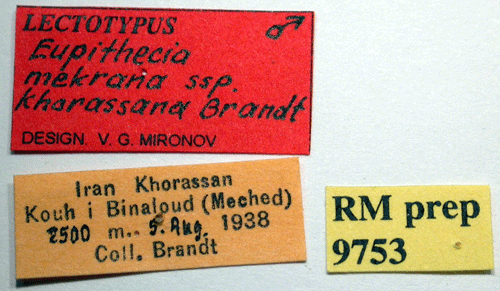 LECTOTYPUS ♂
Eupithecia
mekrana ssp.
khorassana Brandt
DESIGN V. G. MIRONOV
Iran Khorassan
Kouh i Binaloud (Meched)
2500 m.. 5. Aug. 1938
Coll. Brandt
RM prep
9753